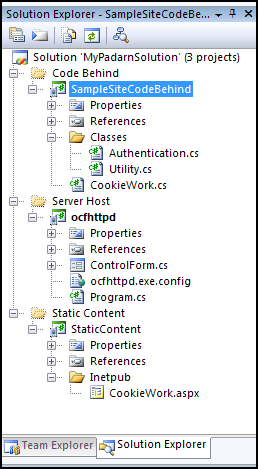 Solution Explorer - SampleSiteCodeBe...
Solution 'MyPadarnSolution' (3 projects)
Code Behind
SampleSiteCodeBehind
Properties
References
Classes
Authentication.cs
Utility.cs
CookieWork.cs
Server Host
ocfhttpd
Properties
References
ControlForm.cs
ocfhttpd.exe.config
Program.cs
Static Content
StaticContent
Properties
References
Inetpub
CookieWork.aspx
Team Explorer Solution Explorer